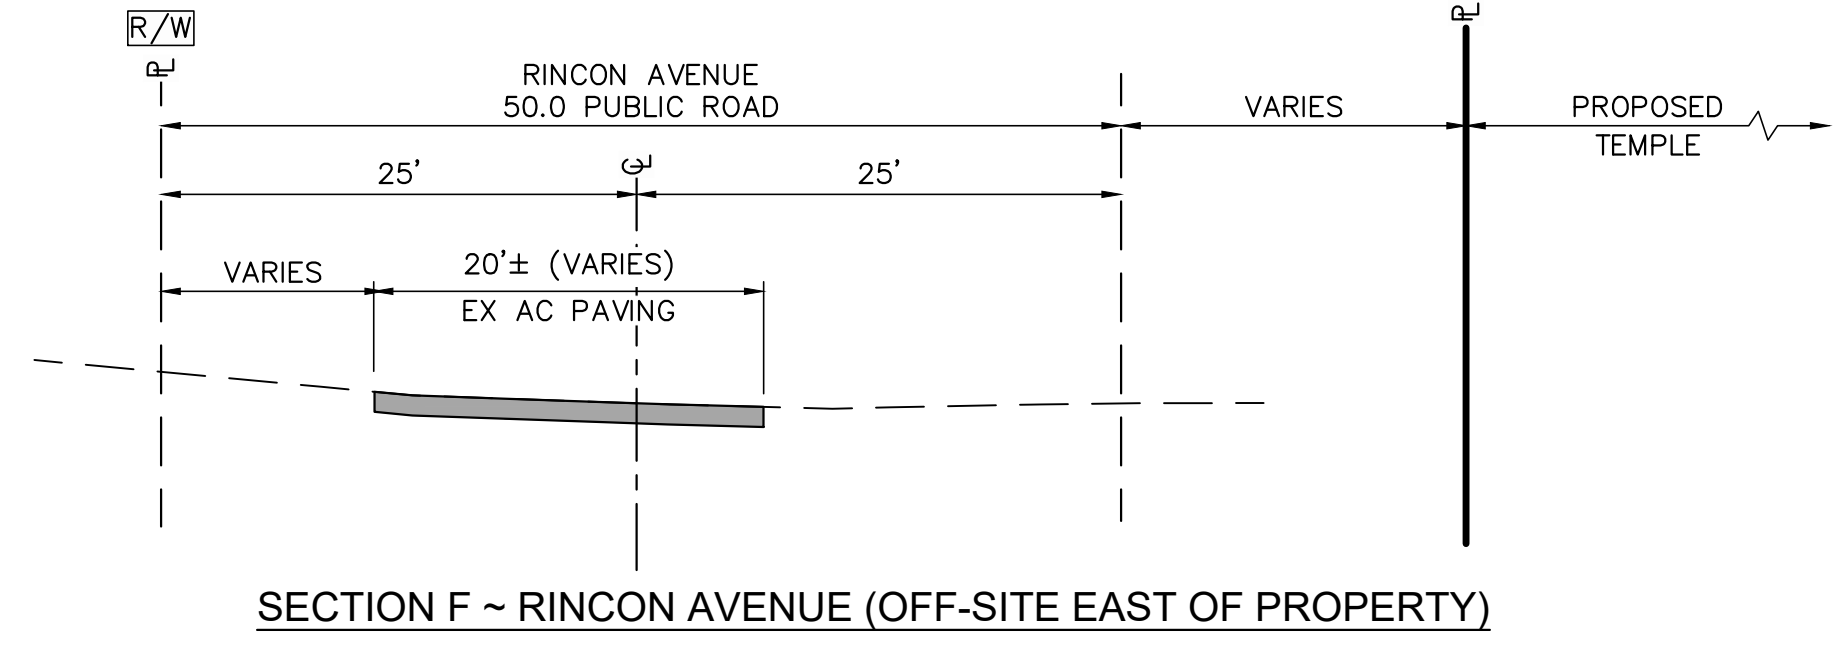 R/W
PL
PL
RINCON AVENUE
50.0 PUBLIC ROAD
VARIES
PROPOSED
TEMPLE
25'
CL
25'
VARIES
20'± (VARIES)
EX AC PAVING
SECTION F ~ RINCON AVENUE (OFF-SITE EAST OF PROPERTY)